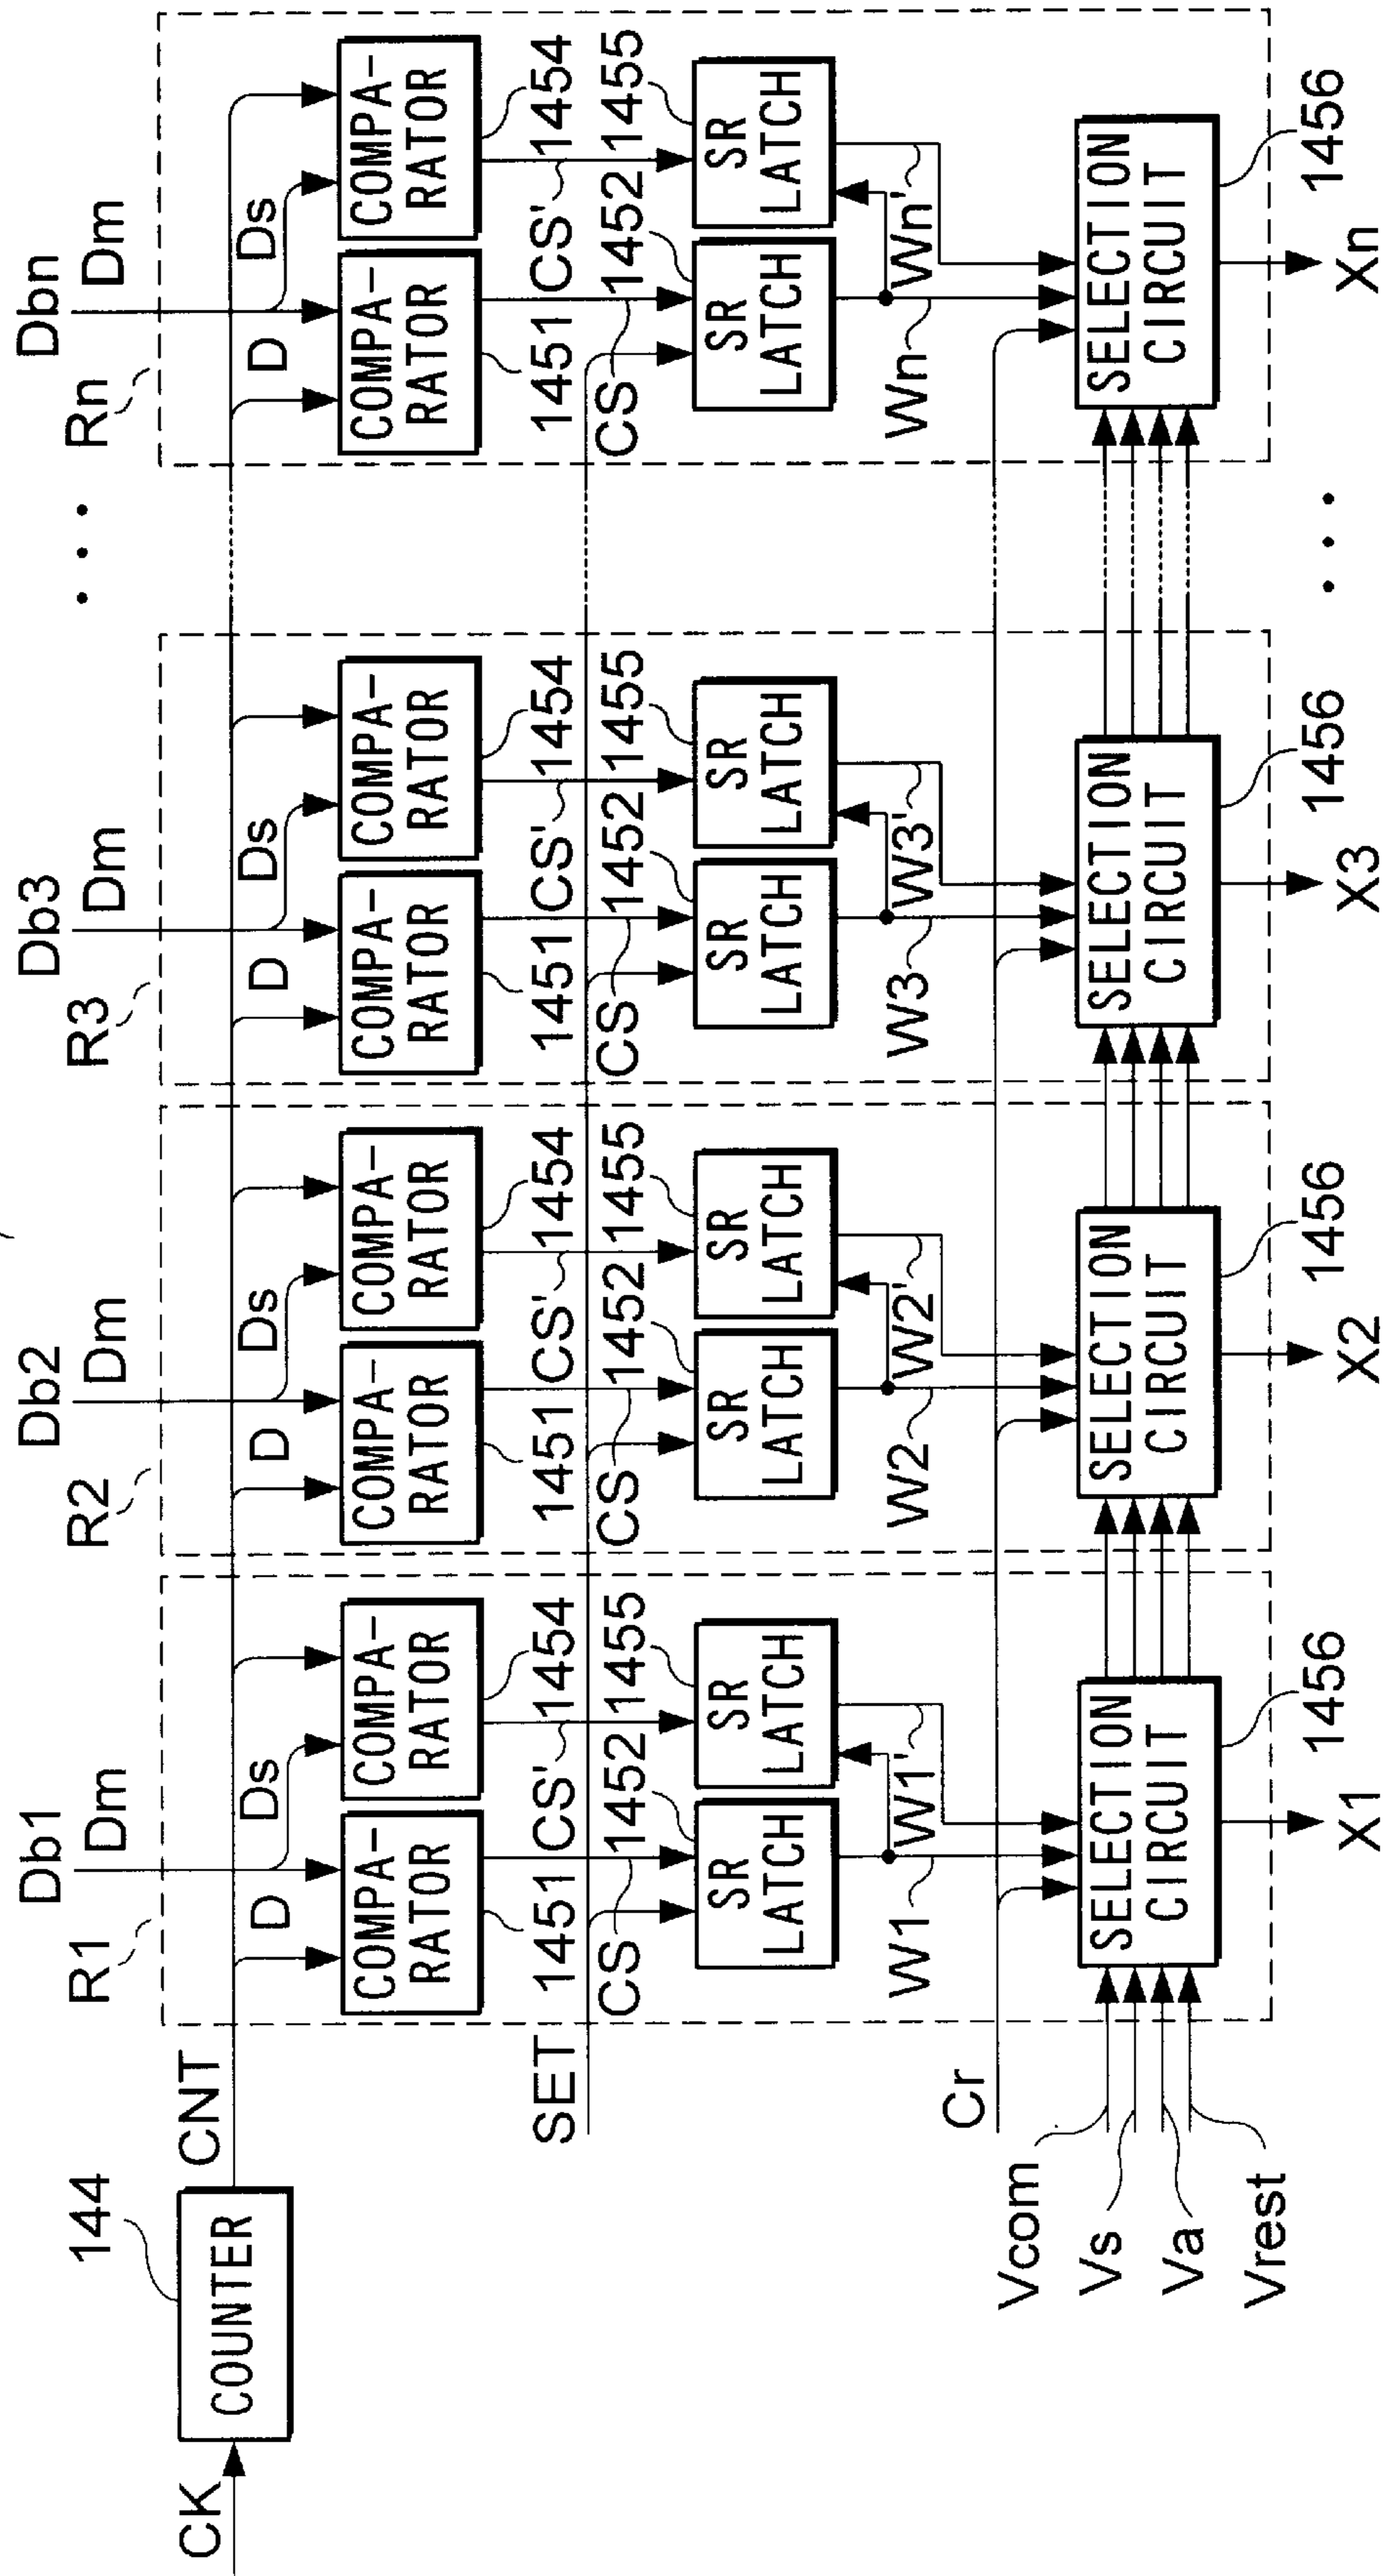 Db1
Db2
Db3
Dbn
R1
Dm
R2
Dm
R3
Dm
• • •
Rn
Dm
144
CK
COUNTER
CNT
D
Ds
D
Ds
D
Ds
D
Ds
COMPA-
RATOR
COMPA-
RATOR
COMPA-
RATOR
COMPA-
RATOR
COMPA-
RATOR
COMPA-
RATOR
COMPA-
RATOR
COMPA-
RATOR
SET
1451
CS'
1454
1451
CS'
1454
1451
CS'
1454
1451
CS'
1454
CS
1452
1455
CS
1452
1455
CS
1452
1455
CS
1452
1455
SR
LATCH
SR
LATCH
SR
LATCH
SR
LATCH
SR
LATCH
SR
LATCH
SR
LATCH
SR
LATCH
W1
W1'
W2
W2'
W3
W3'
Wn
Wn'
Cr
Vcom
Vs
Va
Vrest
SELECTION
CIRCUIT
SELECTION
CIRCUIT
SELECTION
CIRCUIT
SELECTION
CIRCUIT
1456
1456
1456
1456
X1
X2
X3
• • •
Xn